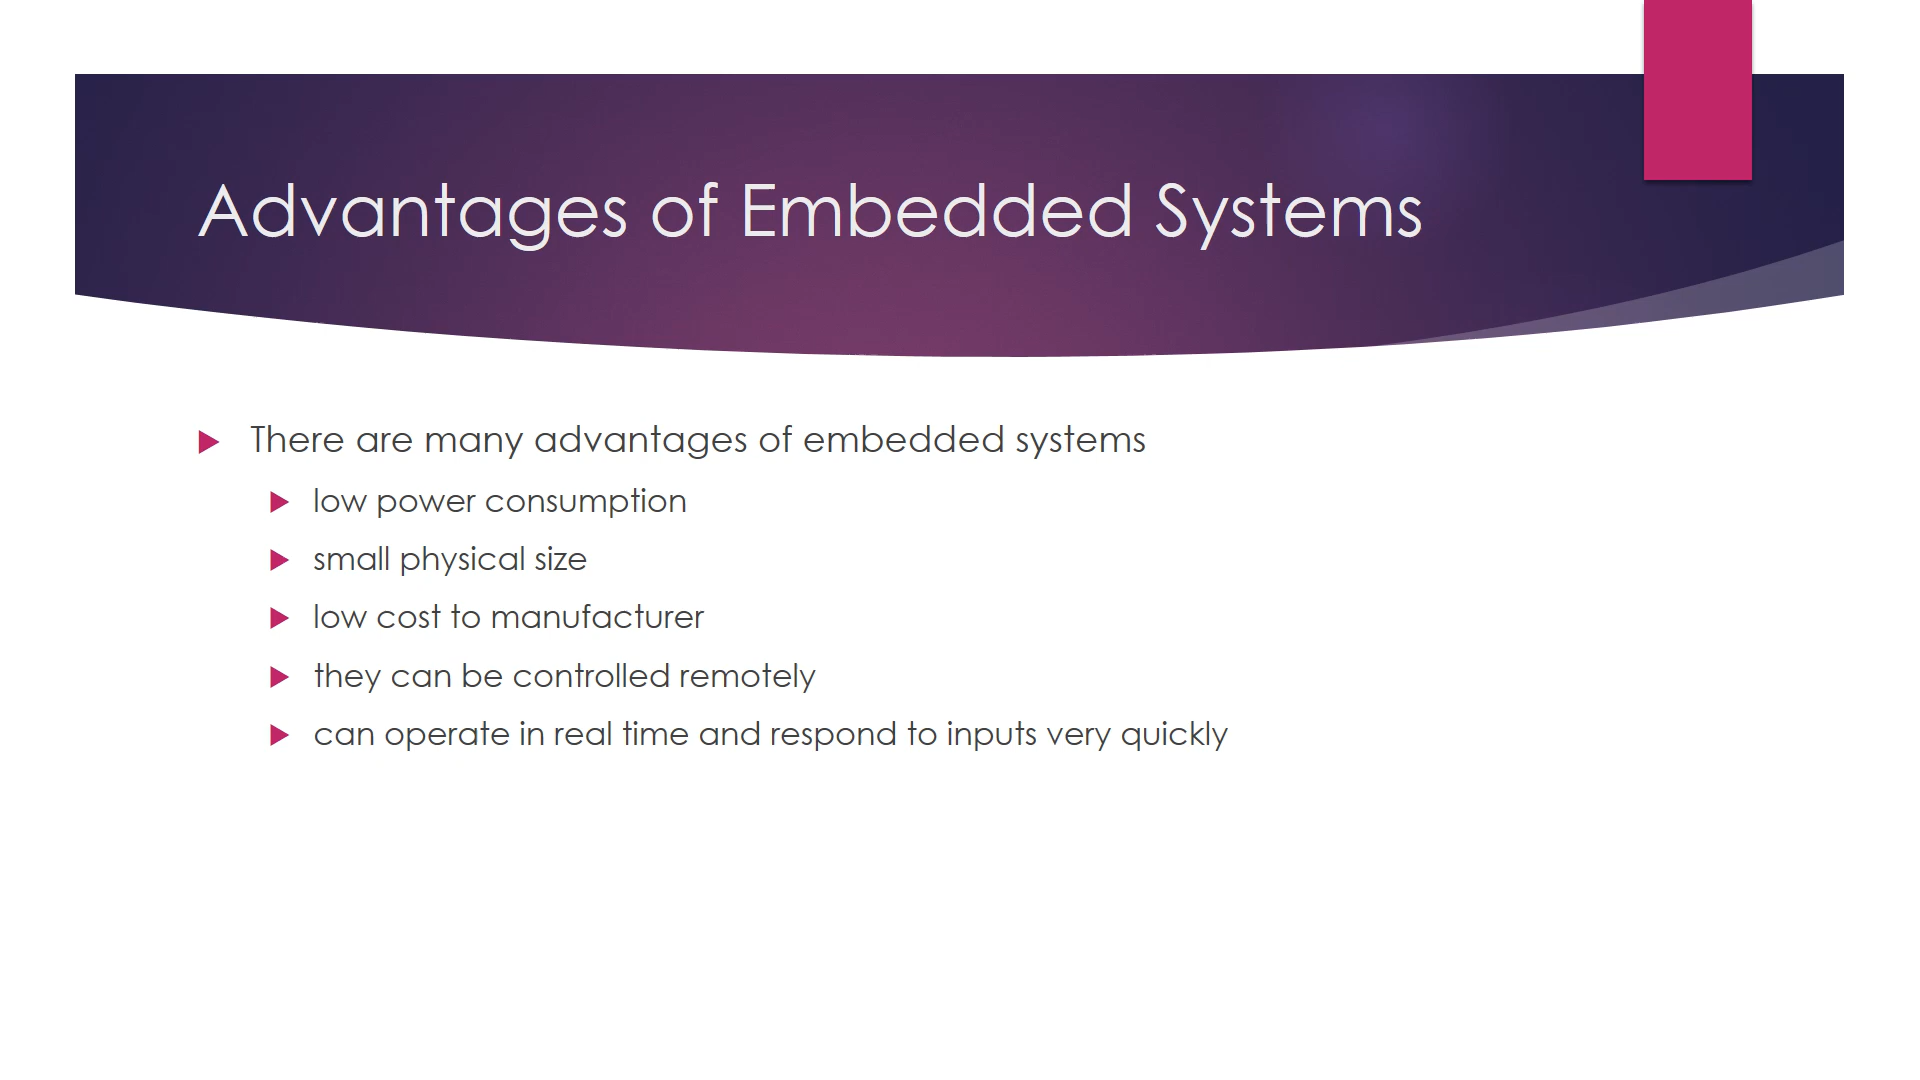 Advantages of Embedded Systems
There are many advantages of embedded systems
low power consumption
small physical size
low cost to manufacturer
they can be controlled remotely
can operate in real time and respond to inputs very quickly